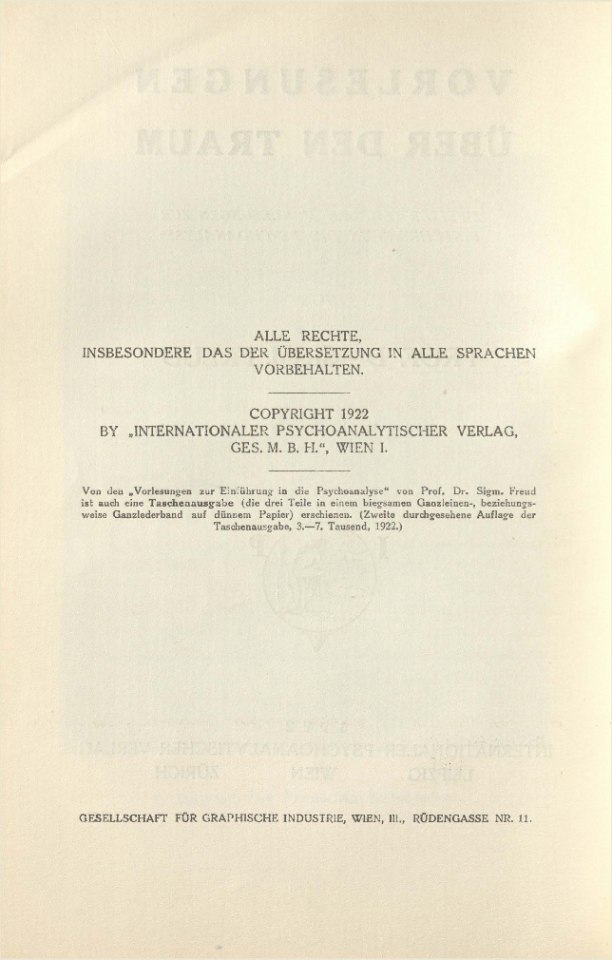 ALLE RECHTE,
INSBESONDERE DAS DER ÜBERSETZUNG IN ALLE SPRACHEN
VORBEHALTEN.
COPYRIGHT 1922
BY „INTERNATIONALER PSYCHOANALYTISCHER VERLAG,
GES. M. B. H.“, WIEN I.
Von den „Vorlesungen zur Einführung in die Psychoanalyse“ von Prof. Dr. Sigm. Freud
ist auch eine Taschenausgabe (die drei Teile in einem biegsamen Ganzleinen-, beziehungs-
weise Ganzlederband auf dünnem Papier) erschienen. (Zweite durchgesehene Auflage der
Taschenausgabe, 3.—7. Tausend, 1922.)
GESELLSCHAFT FÜR GRAPHISCHE INDUSTRIE, WIEN, III., RÜDENGASSE NR. 11.